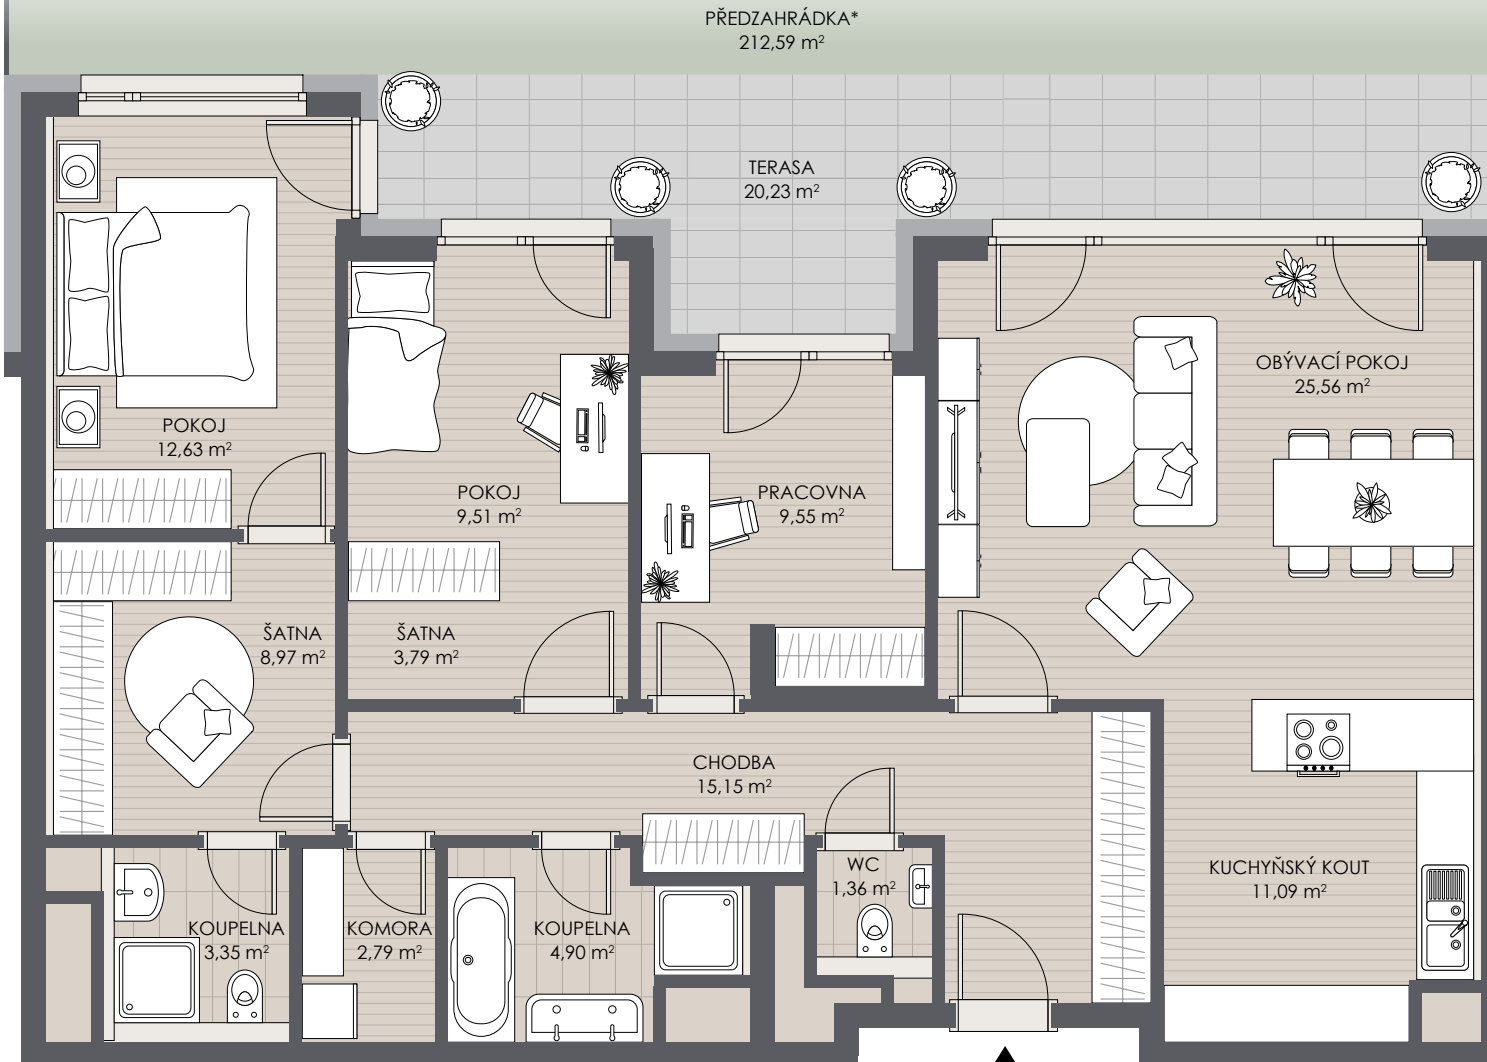 PŘEDZAHRÁDKA*
212,59 m²
TERASA
20,23 m²
OBÝVACÍ POKOJ
25,56 m²
POKOJ
12,63 m²
POKOJ
9,51 m²
PRACOVNA
9,55 m²
ŠATNA
8,97 m²
ŠATNA
3,79 m²
CHODBA
15,15 m²
WC
1,36 m²
KUCHYŇSKÝ KOUT
11,09 m²
KOUPELNA
3,35 m²
KOMORA
2,79 m²
KOUPELNA
4,90 m²